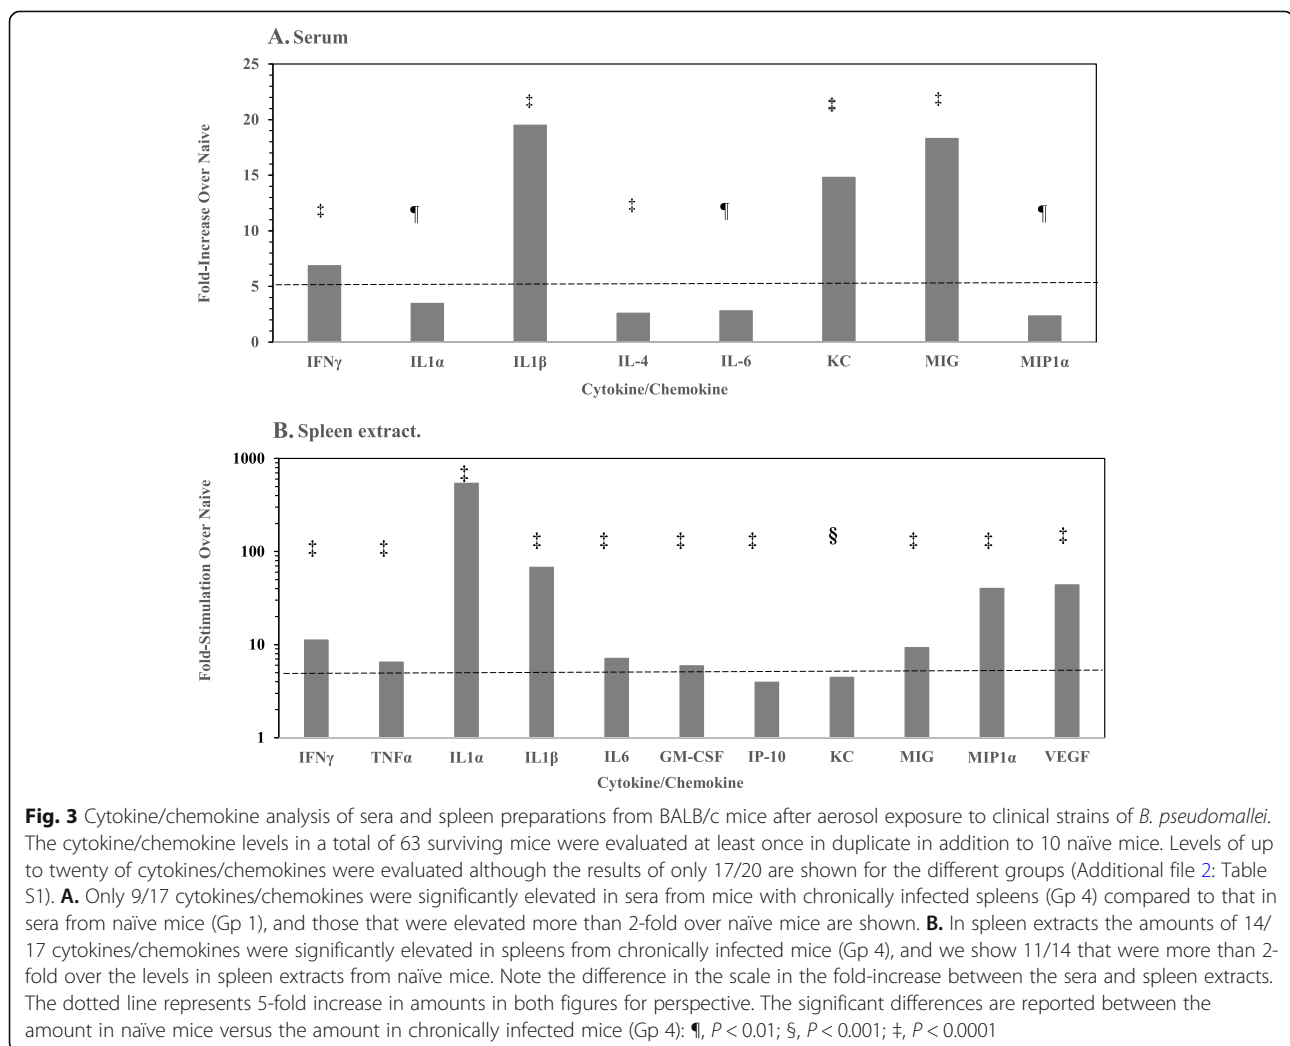 A. Serum
Fold-Increase Over Naive
25
20
15
10
5
0
‡ ¶ ‡ ‡ ¶ ‡ ‡ ¶
IFNγ IL1α IL1β IL-4 IL-6 KC MIG MIP1α
Cytokine/Chemokine
B. Spleen extract.
Fold-Stimulation Over Naive
1000
100
10
1
‡ ‡ ‡ ‡ ‡ ‡ ‡ § ‡ ‡ ‡
IFNγ TNFα IL1α IL1β IL6 GM-CSF IP-10 KC MIG MIP1α VEGF
Cytokine/Chemokine
Fig. 3 Cytokine/chemokine analysis of sera and spleen preparations from BALB/c mice after aerosol exposure to clinical strains of B. pseudomallei.
The cytokine/chemokine levels in a total of 63 surviving mice were evaluated at least once in duplicate in addition to 10 naïve mice. Levels of up
to twenty of cytokines/chemokines were evaluated although the results of only 17/20 are shown for the different groups (Additional file 2: Table
S1). A. Only 9/17 cytokines/chemokines were significantly elevated in sera from mice with chronically infected spleens (Gp 4) compared to that in
sera from naïve mice (Gp 1), and those that were elevated more than 2-fold over naïve mice are shown. B. In spleen extracts the amounts of 14/
17 cytokines/chemokines were significantly elevated in spleens from chronically infected mice (Gp 4), and we show 11/14 that were more than 2-
fold over the levels in spleen extracts from naïve mice. Note the difference in the scale in the fold-increase between the sera and spleen extracts.
The dotted line represents 5-fold increase in amounts in both figures for perspective. The significant differences are reported between the
amount in naïve mice versus the amount in chronically infected mice (Gp 4): ¶, P < 0.01; §, P < 0.001; ‡, P < 0.0001